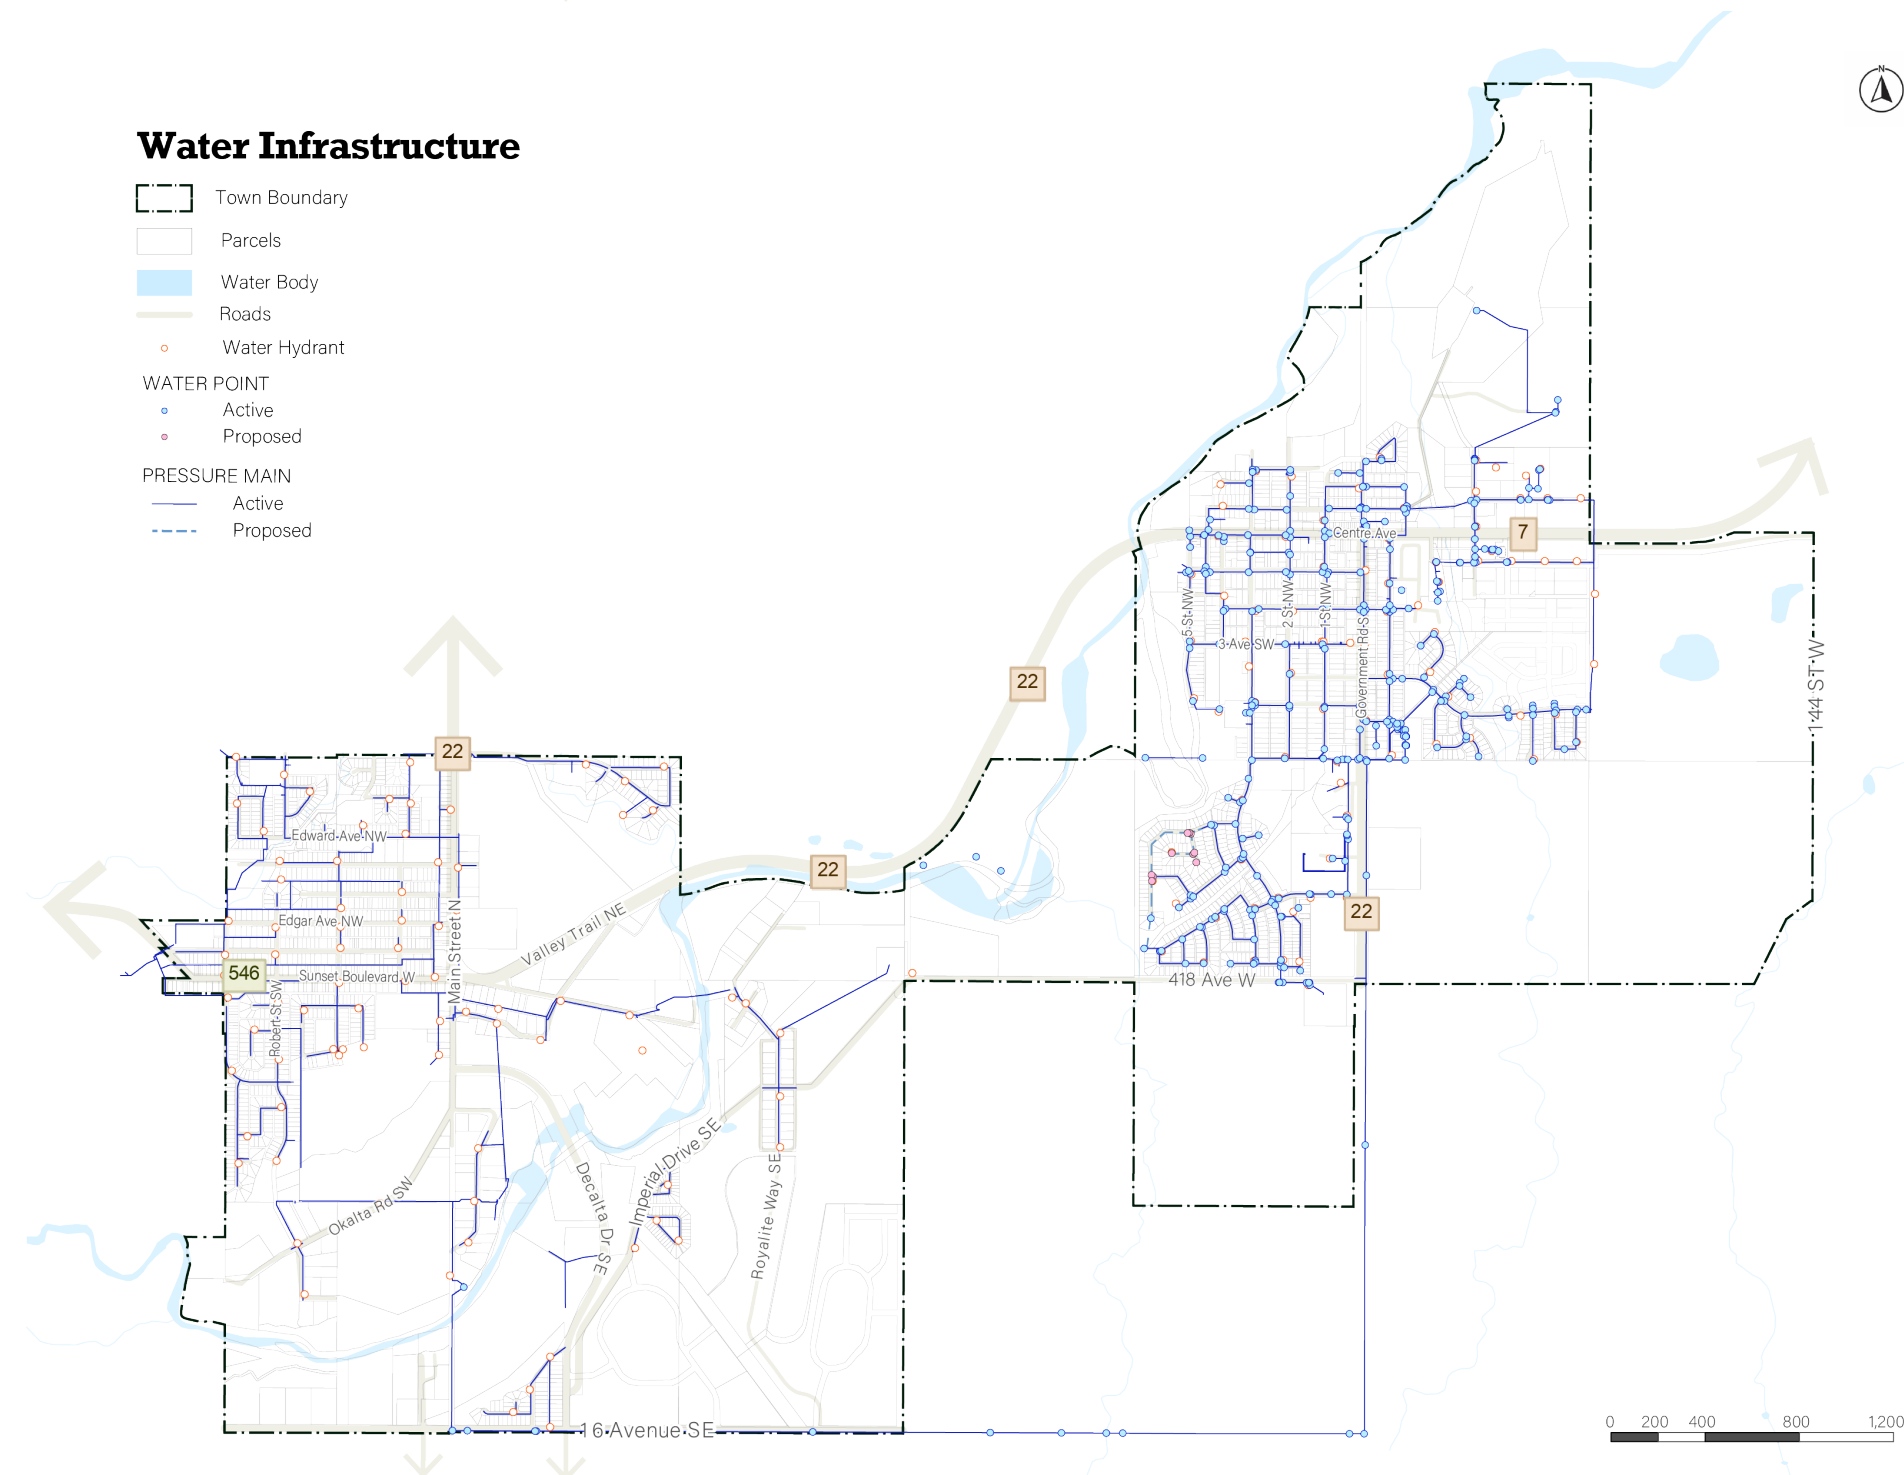 N
Water Infrastructure
Town Boundary
Parcels
Water Body
Roads
Water Hydrant
WATER POINT
Active
Proposed
PRESSURE MAIN
Active
Proposed
7
Centre Ave
5 St NW
2 St NW
1 St NW
3 Ave SW
Government Rd S
144 ST W
22
22
22
22
418 Ave W
Edward Ave NW
Edgar Ave NW
546
Sunset Boulevard W
Main Street N
Valley Trail NE
Robert St SW
Okalta Rd SW
Decalta Dr SE
Imperial Drive SE
Royalite Way SE
16 Avenue SE
0 200 400 800 1,200